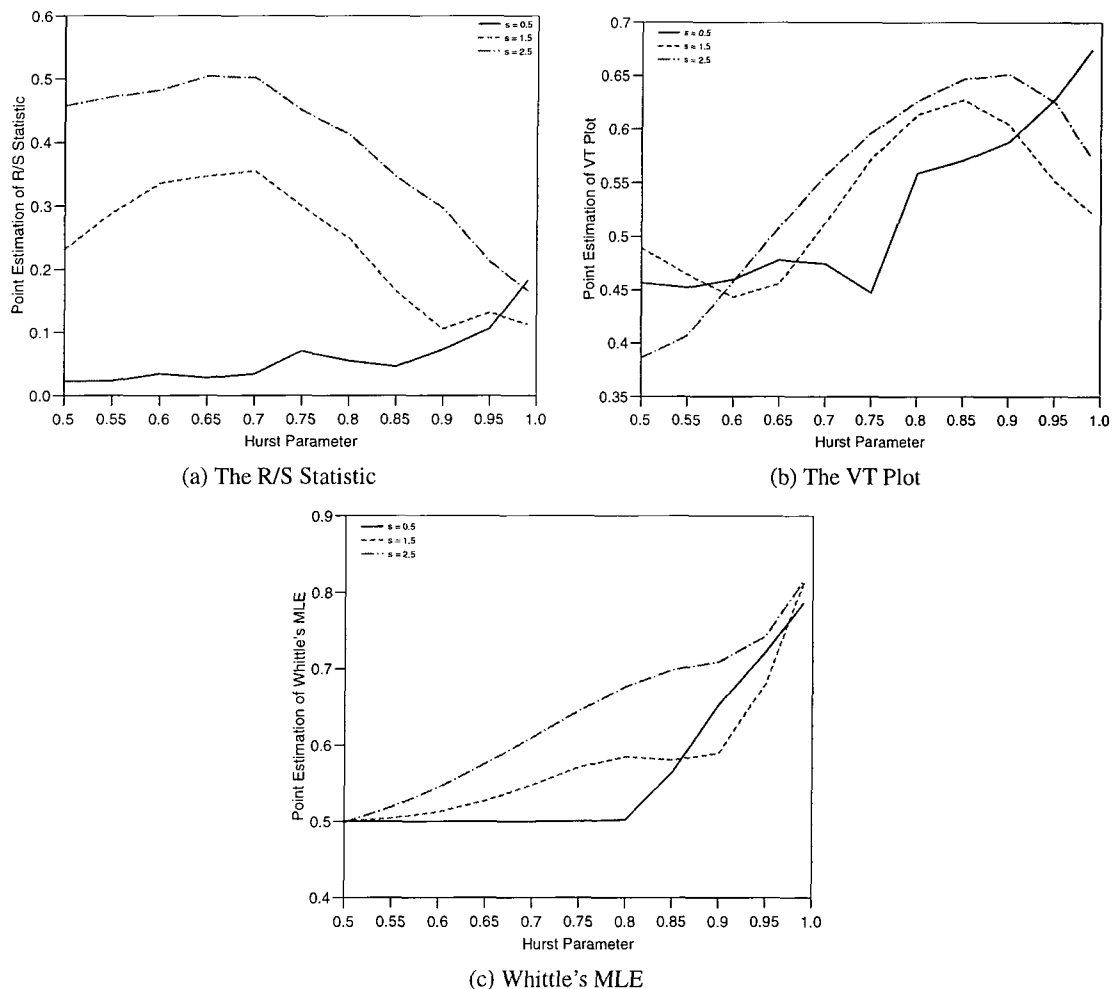 0.6
0.5
0.4
0.3
0.2
0.1
0.0
Point Estimation of R/S Statistic
s = 0.5
s = 1.5
s = 2.5
0.5 0.55 0.6 0.65 0.7 0.75 0.8 0.85 0.9 0.95 1.0
Hurst Parameter
(a) The R/S Statistic
0.7
0.65
0.6
0.55
0.5
0.45
0.4
0.35
Point Estimation of VT Plot
s = 0.5
s = 1.5
s = 2.5
0.5 0.55 0.6 0.65 0.7 0.75 0.8 0.85 0.9 0.95 1.0
Hurst Parameter
(b) The VT Plot
0.9
0.8
0.7
0.6
0.5
0.4
Point Estimation of Whittle's MLE
s = 0.5
s = 1.5
s = 2.5
0.5 0.55 0.6 0.65 0.7 0.75 0.8 0.85 0.9 0.95 1.0
Hurst Parameter
(c) Whittle's MLE